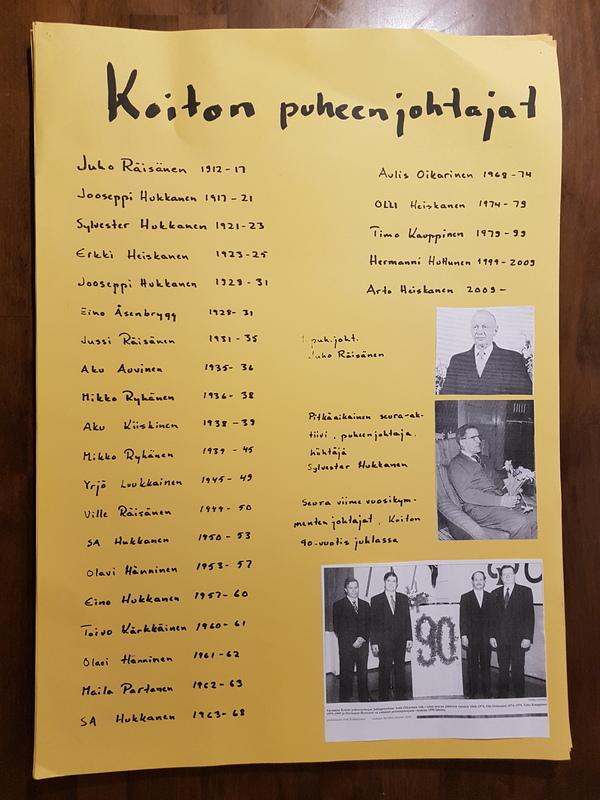 Koiton puheenjohtajat
Juho Räisänen 1912-17
Jooseppi Hukkanen 1917-21
Sylvester Hukkanen 1921-23
Erkki Heiskanen 1923-25
Jooseppi Hukkanen 1928-31
Eino Åsenbrygg 1928-31
Jussi Räisänen 1931-35
Aku Auvinen 1935-36
Mikko Ryhänen 1936-38
Aku Kiiskinen 1938-39
Mikko Ryhänen 1939-45
Yrjö Luukkainen 1945-49
Ville Räisänen 1949-50
SA Hukkanen 1950-53
Olavi Hänninen 1953-57
Eino Hukkanen 1957-60
Toivo Kärkkäinen 1960-61
Olavi Hänninen 1961-62
Maila Partanen 1962-63
SA Hukkanen 1963-68
Aulis Oikarinen 1968-74
Olli Heiskanen 1974-79
Timo Kauppinen 1979-99
Hermanni Huttunen 1999-2009
Arto Heiskanen 2009-
1. puh.joht.
Juho Räisänen
Pitkäaikainen seura-ak-
tiivi, puheenjohtaja,
hiihtäjä
Sylvester Hukkanen
Seura viime vuosikym-
menten johtajat, Koiton
90-vuotis juhlassa
90